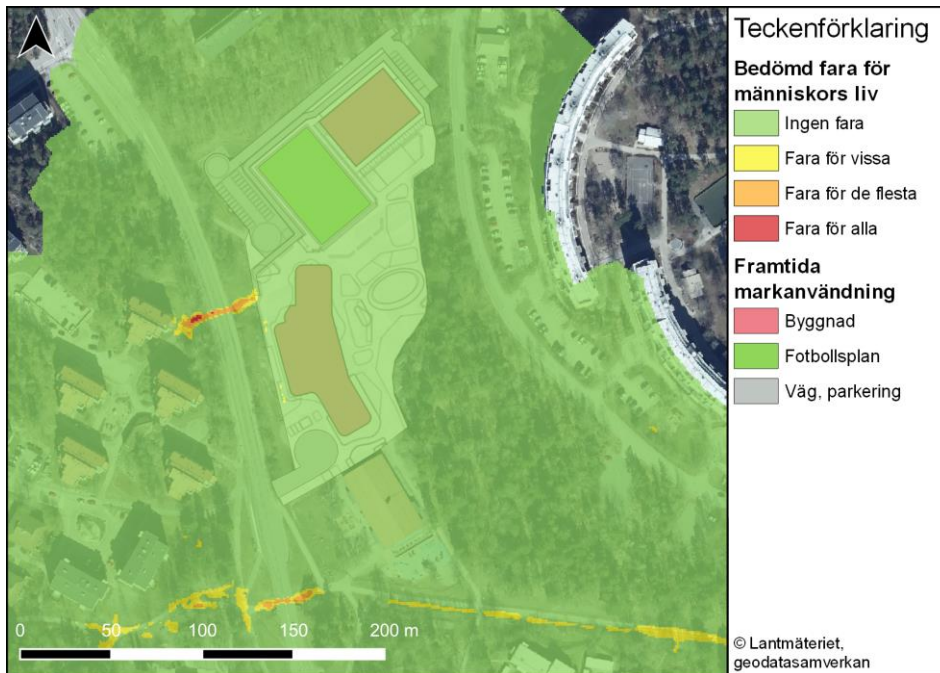 Teckenförklaring
Bedömd fara för
människors liv
Ingen fara
Fara för vissa
Fara för de flesta
Fara för alla
Framtida
markanvändning
Byggnad
Fotbollsplan
Väg, parkering
0 50 100 150 200 m
© Lantmäteriet,
geodatasamverkan